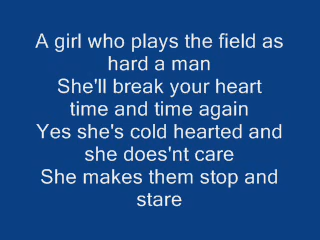 A girl who plays the field as
hard a man
She'll break your heart
time and time again
Yes she's cold hearted and
she does'nt care
She makes them stop and
stare